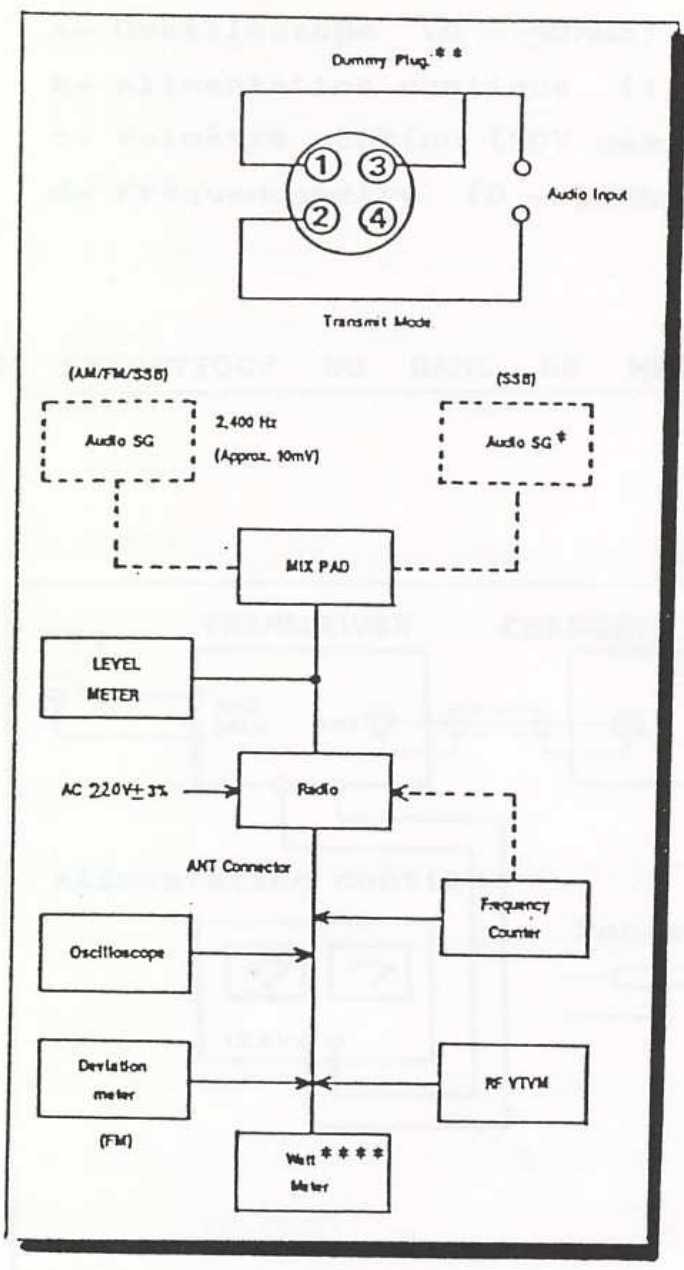 Dummy Plug.**
1
3
2
4
Audio Input
Transmit Mode.
(AM/FM/SSB)
(SSB)
Audio SG
2,400 Hz
(Approx. 10mV)
Audio SG *
MIX PAD
LEVEL
METER
AC 220V±3%
Radio
ANT Connector
Frequency
Counter
Oscilloscope
Deviation
meter
RF VTVM
(FM)
Watt ****
Meter